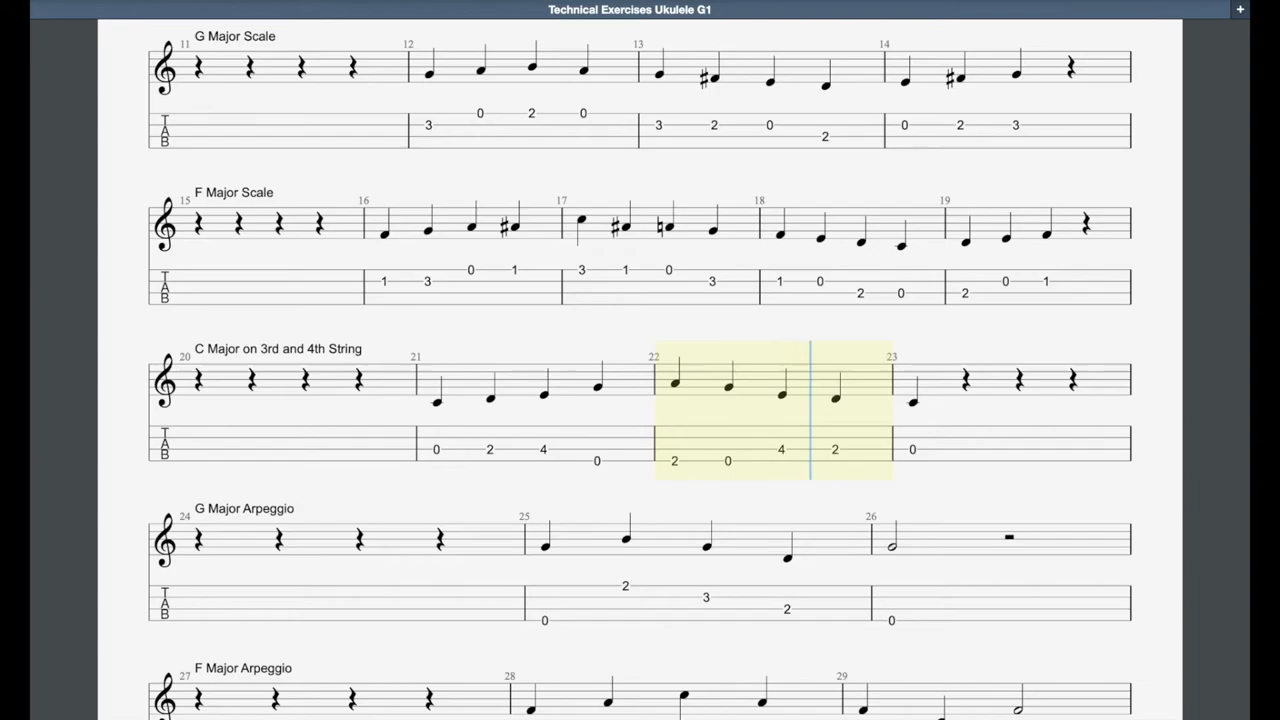 Technical Exercises Ukulele G1 +
G Major Scale
11 12 13 14
TAB 3 0 2 0 3 2 0 2 0 2 3
F Major Scale
15 16 17 18 19
TAB 1 3 0 1 3 1 0 3 1 0 2 0 2 0 1
C Major on 3rd and 4th String
20 21 22 23
TAB 0 2 4 0 2 0 4 2 0
G Major Arpeggio
24 25 26
TAB 0 2 3 2 0
F Major Arpeggio
27 28 29